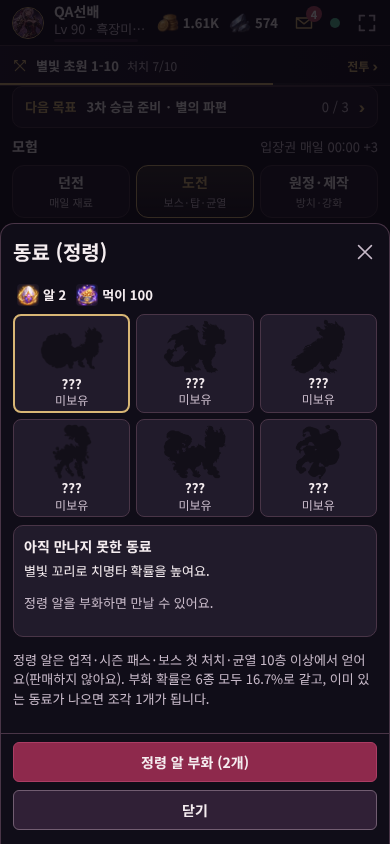 QA선배
Lv 90 · 흑장미…
1.61K
574
4
별빛 초원 1-10 처치 7/10
전투 ›
다음 목표 3차 승급 준비 · 별의 파편 0 / 3 ›
모험
입장권 매일 00:00 +3
던전
매일 재료
도전
보스·탑·균열
원정·제작
방치·강화
동료 (정령)
알 2 먹이 100
???
미보유
???
미보유
???
미보유
???
미보유
???
미보유
???
미보유
아직 만나지 못한 동료
별빛 꼬리로 치명타 확률을 높여요.
정령 알을 부화하면 만날 수 있어요.
정령 알은 업적·시즌 패스·보스 첫 처치·균열 10층 이상에서 얻어
요(판매하지 않아요). 부화 확률은 6종 모두 16.7%로 같고, 이미 있
는 동료가 나오면 조각 1개가 됩니다.
정령 알 부화 (2개)
닫기